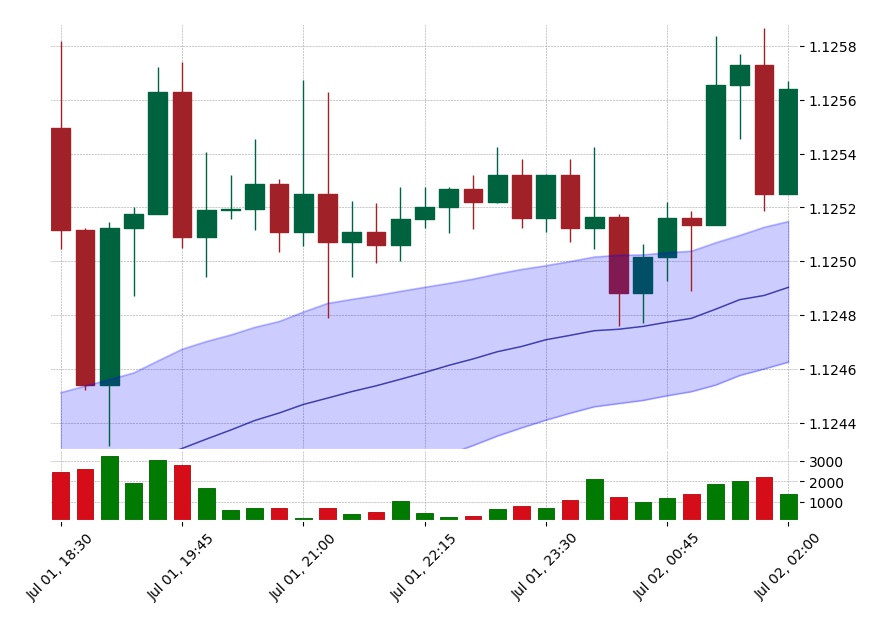 1.1258
1.1256
1.1254
1.1252
1.1250
1.1248
1.1246
1.1244
3000
2000
1000
Jul 01, 18:30
Jul 01, 19:45
Jul 01, 21:00
Jul 01, 22:15
Jul 01, 23:30
Jul 02, 00:45
Jul 02, 02:00